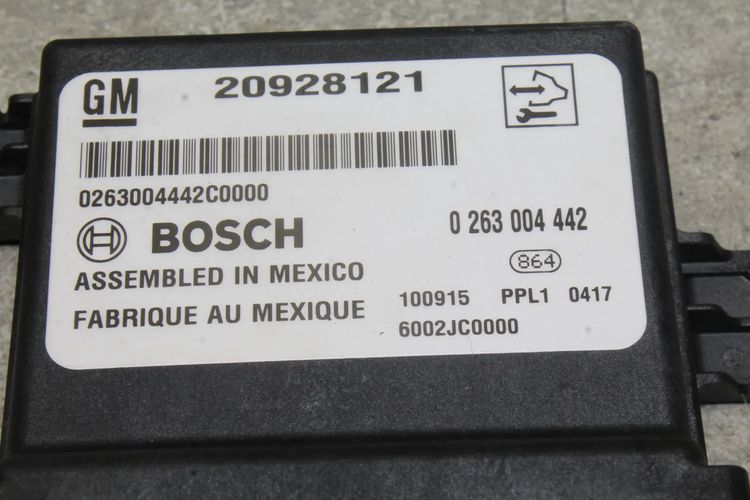 GM 20928121
0263004442C0000
BOSCH 0 263 004 442
864
ASSEMBLED IN MEXICO
FABRIQUE AU MEXIQUE
100915 PPL1 0417
6002JC0000